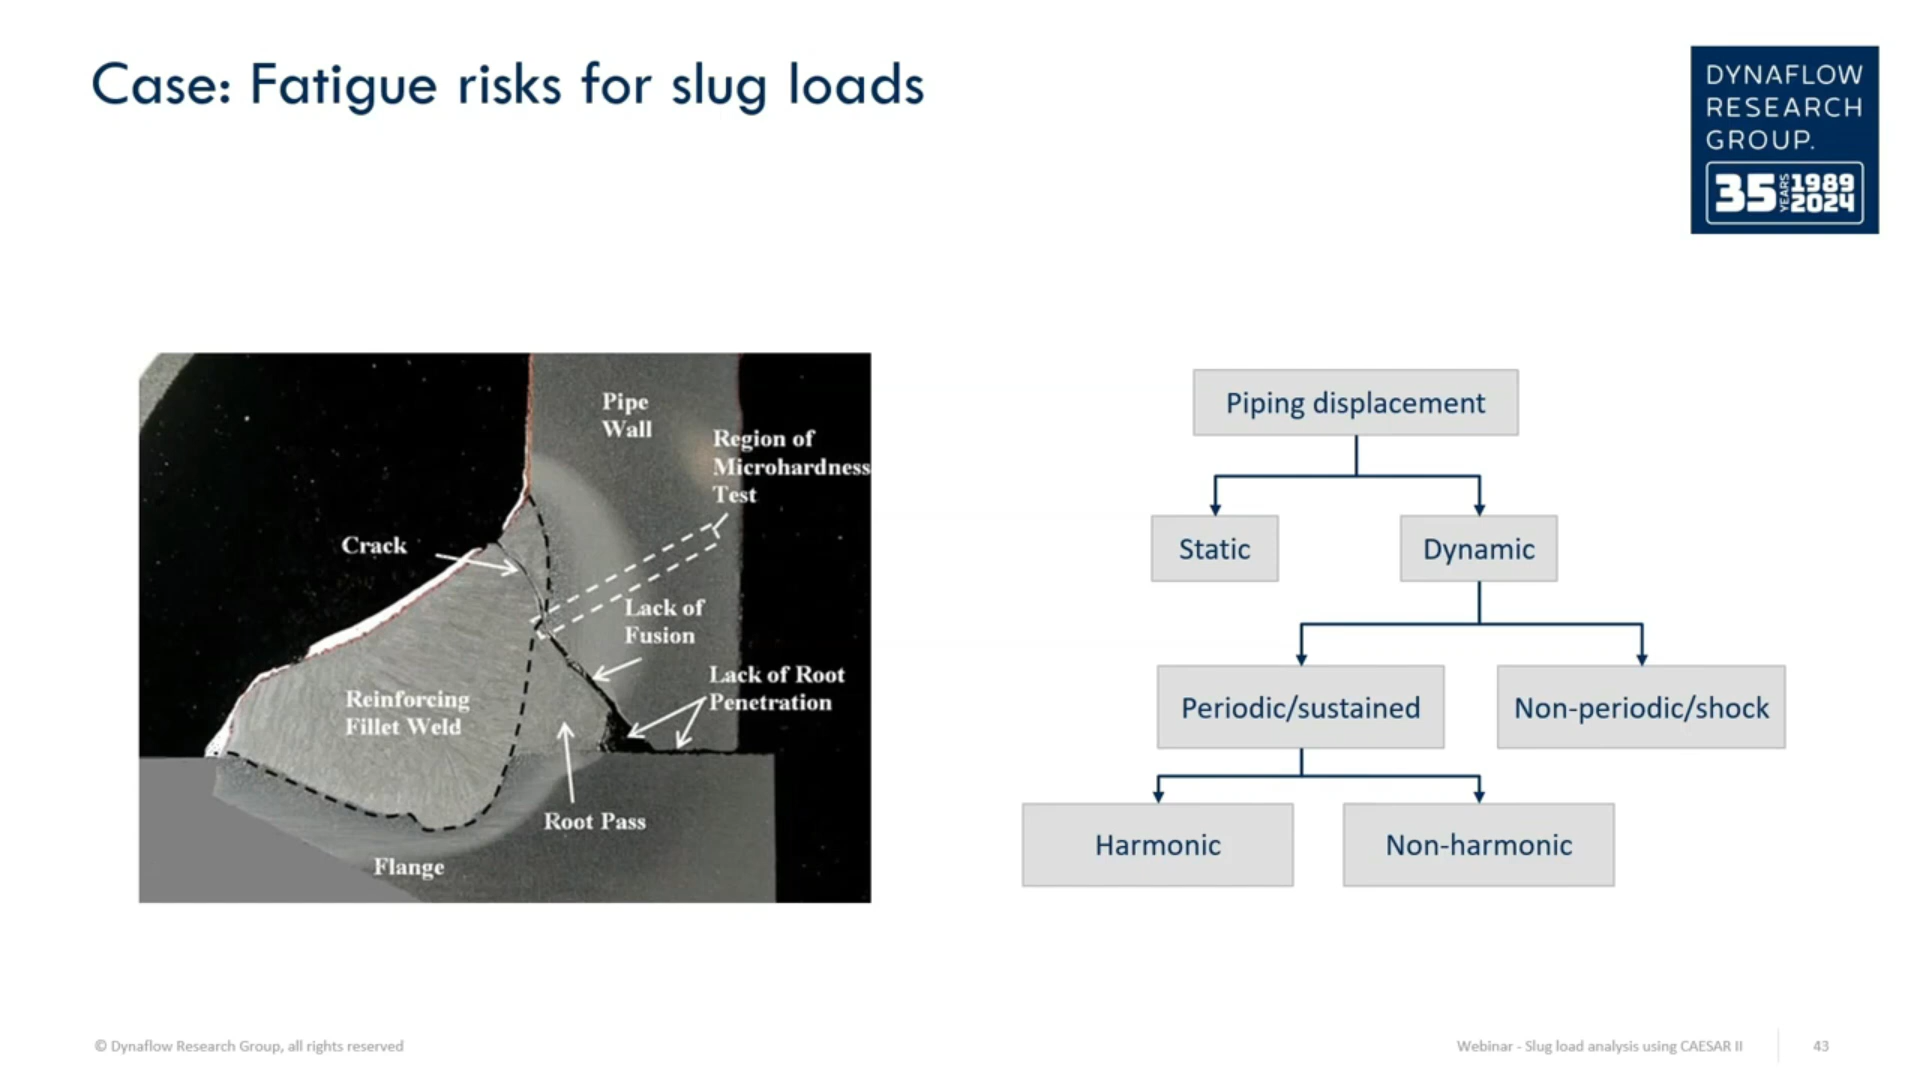 Case: Fatigue risks for slug loads
DYNAFLOW
RESEARCH
GROUP.
35 YEARS 1989
2024
Pipe
Wall
Region of
Microhardness
Test
Crack
Lack of
Fusion
Lack of Root
Penetration
Reinforcing
Fillet Weld
Root Pass
Flange
Piping displacement
Static
Dynamic
Periodic/sustained
Non-periodic/shock
Harmonic
Non-harmonic
© Dynaflow Research Group, all rights reserved
Webinar - Slug load analysis using CAESAR II
43